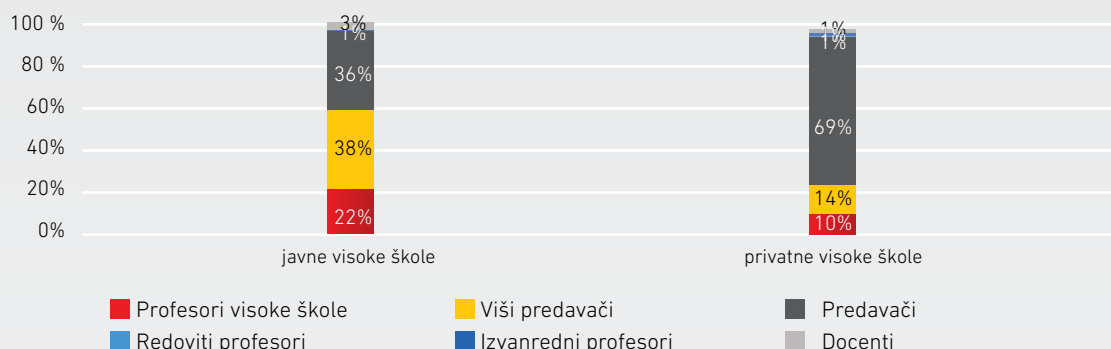 100 %
80 %
60%
40%
20%
0%
3%
1%
36%
38%
22%
1%
1%
1%
69%
14%
10%
javne visoke škole
privatne visoke škole
Profesori visoke škole
Viši predavači
Predavači
Redoviti profesori
Izvanredni profesori
Docenti